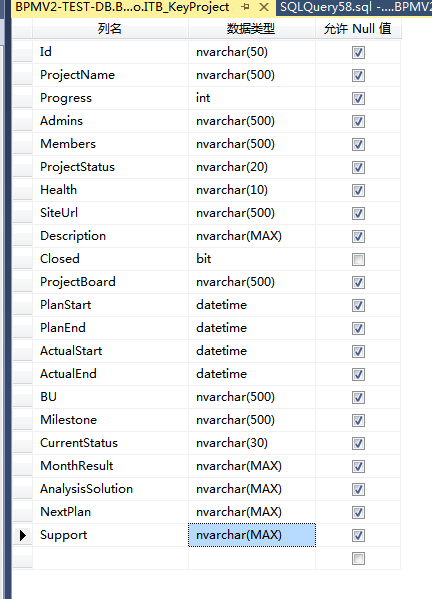 BPMV2-TEST-DB.B...o.ITB_KeyProject SQLQuery58.sql -....BPMV2
列名 数据类型 允许 Null 值
Id nvarchar(50)
ProjectName nvarchar(500)
Progress int
Admins nvarchar(500)
Members nvarchar(500)
ProjectStatus nvarchar(20)
Health nvarchar(10)
SiteUrl nvarchar(500)
Description nvarchar(MAX)
Closed bit
ProjectBoard nvarchar(500)
PlanStart datetime
PlanEnd datetime
ActualStart datetime
ActualEnd datetime
BU nvarchar(500)
Milestone nvarchar(500)
CurrentStatus nvarchar(30)
MonthResult nvarchar(MAX)
AnalysisSolution nvarchar(MAX)
NextPlan nvarchar(MAX)
Support nvarchar(MAX)